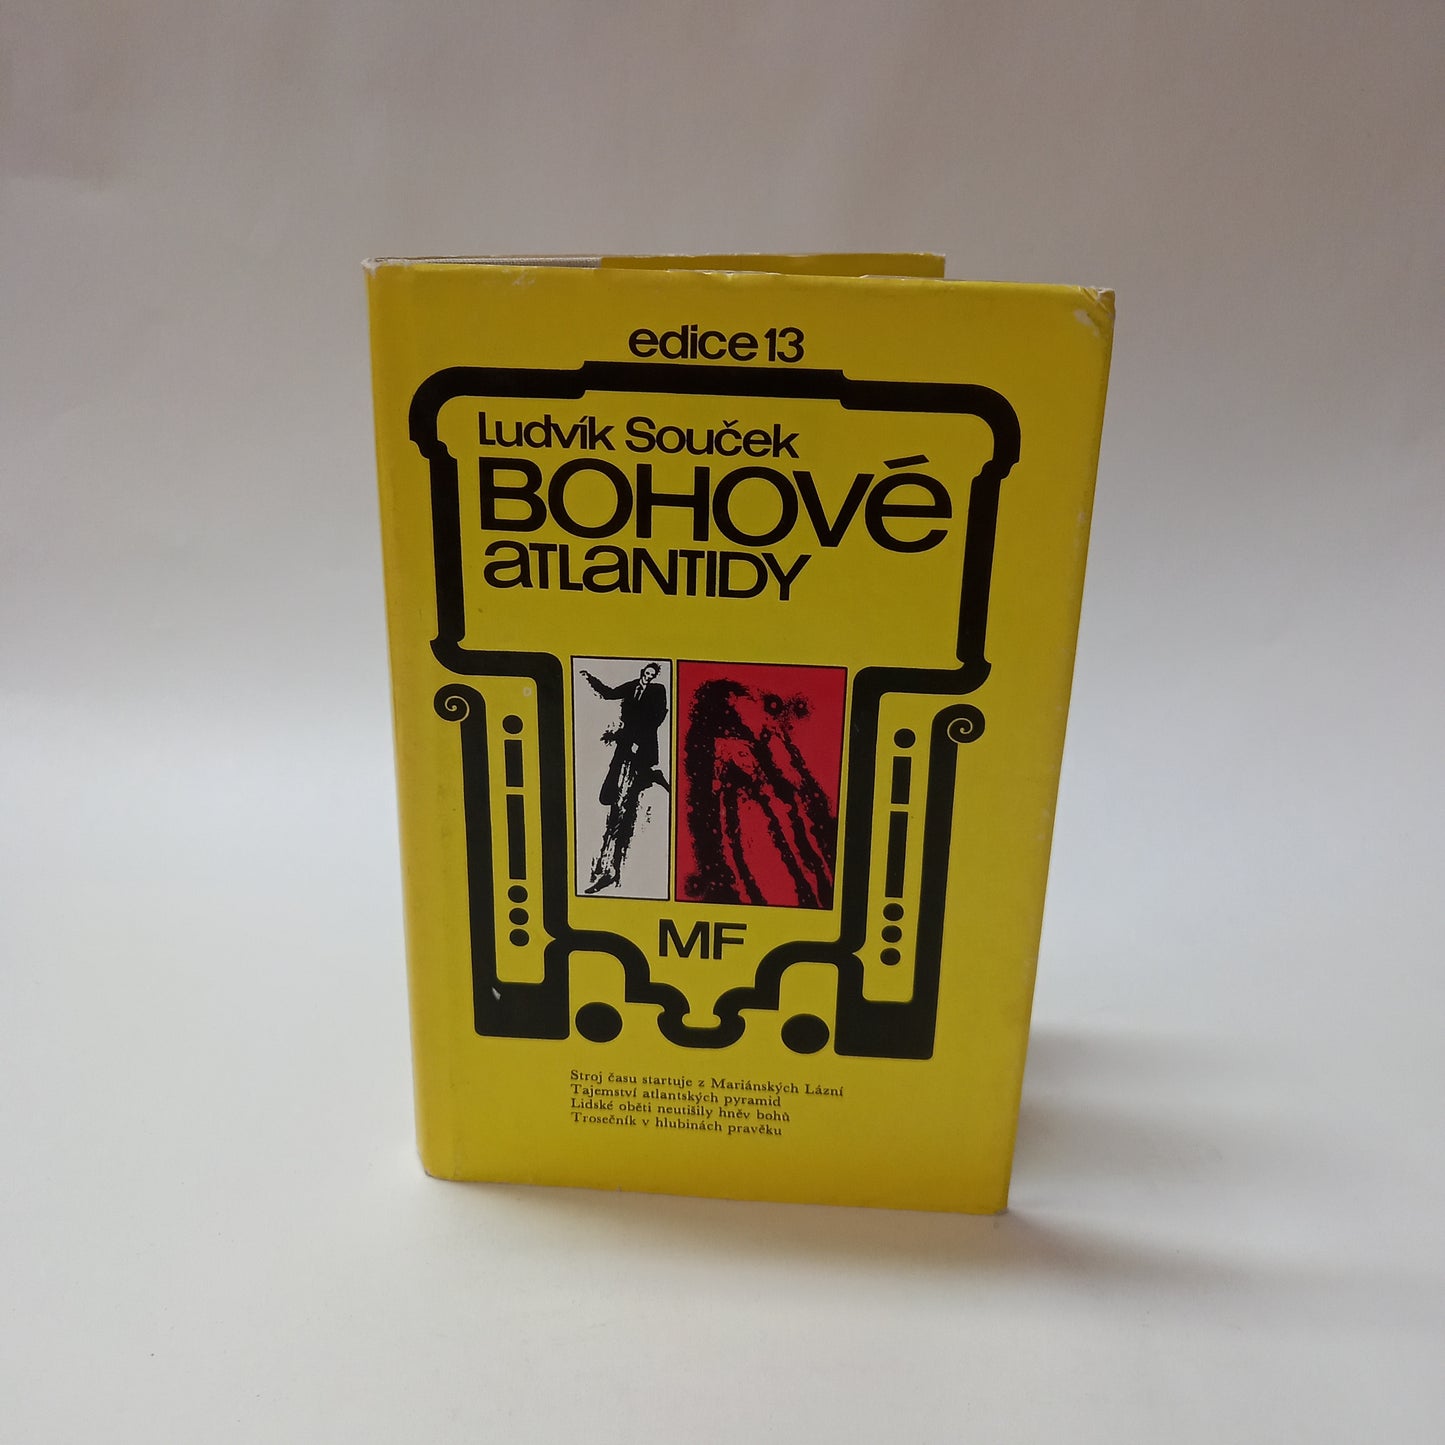 edice 13
Ludvík Souček
BOHOVÉ
ATLANTIDY
MF
Stroj času startuje z Mariánských Lázní
Tajemství atlantských pyramid
Lidské oběti neutišily hněv bohů
Trosečník v hlubinách pravěku